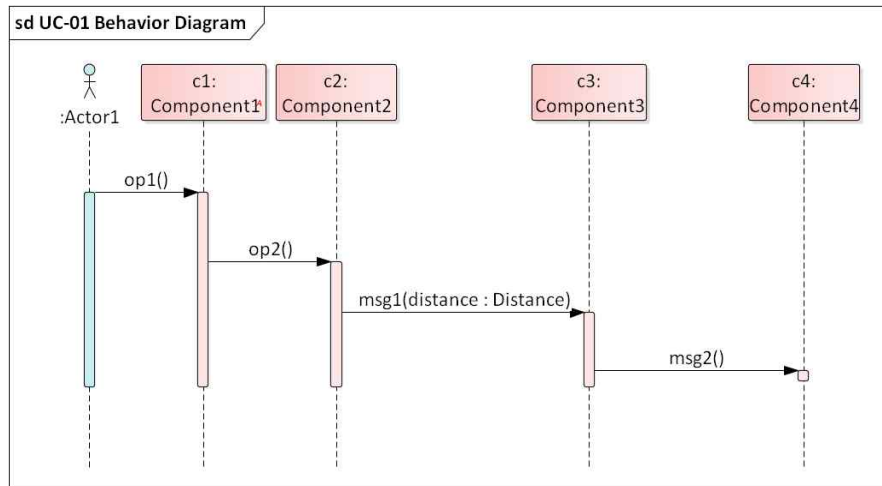 sd UC-01 Behavior Diagram
:Actor1
c1:
Component1
c2:
Component2
c3:
Component3
c4:
Component4
op1()
op2()
msg1(distance : Distance)
msg2()